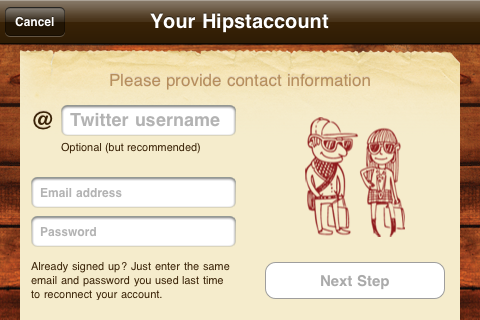 Cancel
Your Hipstaccount
Please provide contact information
@ Twitter username
Optional (but recommended)
Email address
Password
Already signed up? Just enter the same
email and password you used last time
to reconnect your account.
Next Step